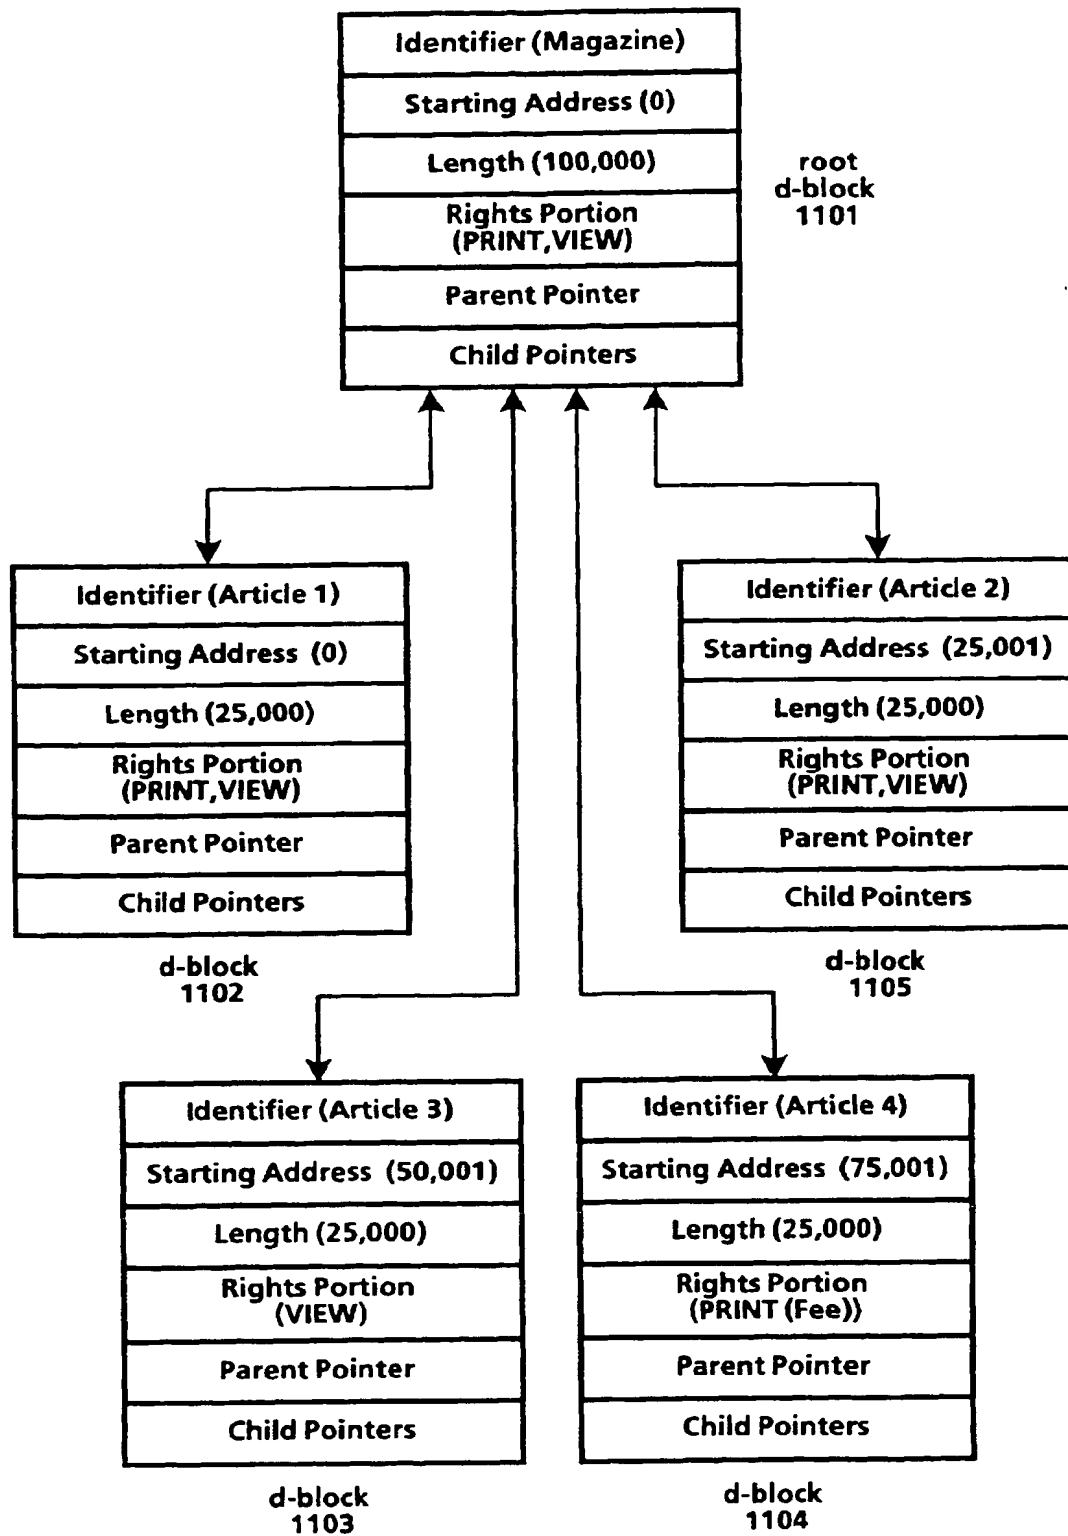 Identifier (Magazine)
Starting Address (0)
Length (100,000)
Rights Portion
(PRINT,VIEW)
Parent Pointer
Child Pointers
root
d-block
1101
Identifier (Article 1)
Starting Address (0)
Length (25,000)
Rights Portion
(PRINT,VIEW)
Parent Pointer
Child Pointers
d-block
1102
Identifier (Article 2)
Starting Address (25,001)
Length (25,000)
Rights Portion
(PRINT,VIEW)
Parent Pointer
Child Pointers
d-block
1105
Identifier (Article 3)
Starting Address (50,001)
Length (25,000)
Rights Portion
(VIEW)
Parent Pointer
Child Pointers
d-block
1103
Identifier (Article 4)
Starting Address (75,001)
Length (25,000)
Rights Portion
(PRINT (Fee))
Parent Pointer
Child Pointers
d-block
1104